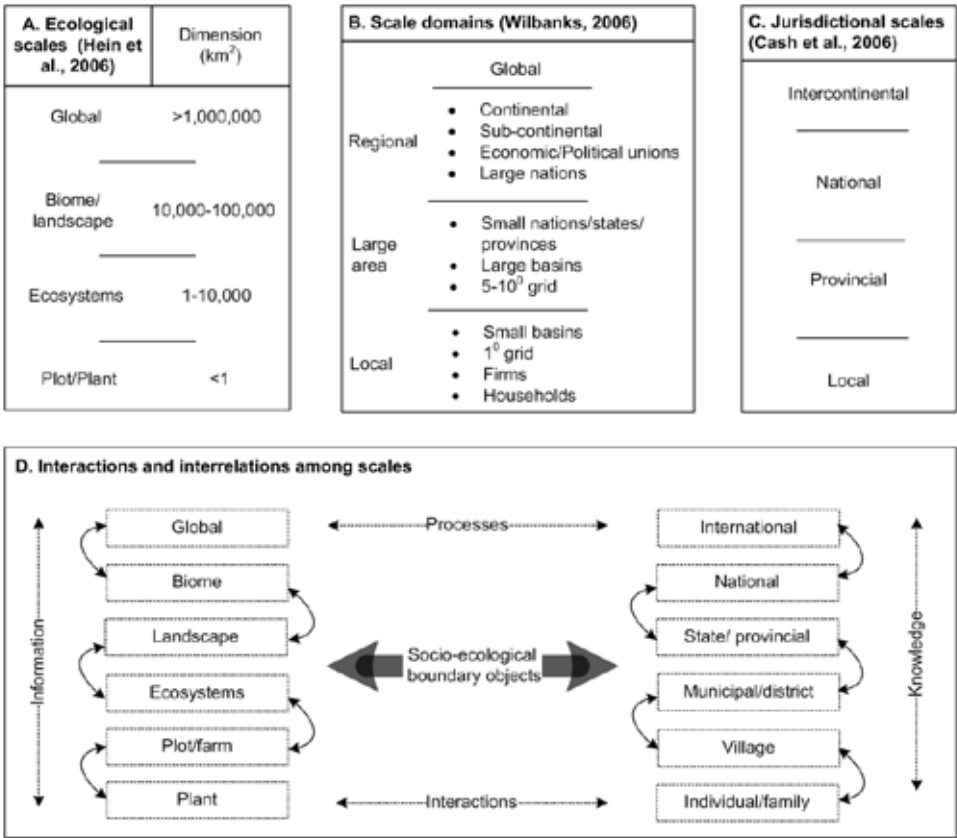 A. Ecological
scales (Hein et
al., 2006)
Dimension
(km²)
Global >1,000,000
Biome/
landscape 10,000-100,000
Ecosystems 1-10,000
Plot/Plant <1
B. Scale domains (Wilbanks, 2006)
Global
Regional
• Continental
• Sub-continental
• Economic/Political unions
• Large nations
Large
area
• Small nations/states/
provinces
• Large basins
• 5-10⁰ grid
Local
• Small basins
• 1⁰ grid
• Firms
• Households
C. Jurisdictional scales
(Cash et al., 2006)
Intercontinental
National
Provincial
Local
D. Interactions and interrelations among scales
Information
Global
Biome
Landscape
Ecosystems
Plot/farm
Plant
Processes
Socio-ecological
boundary objects
Interactions
International
National
State/ provincial
Municipal/district
Village
Individual/family
Knowledge